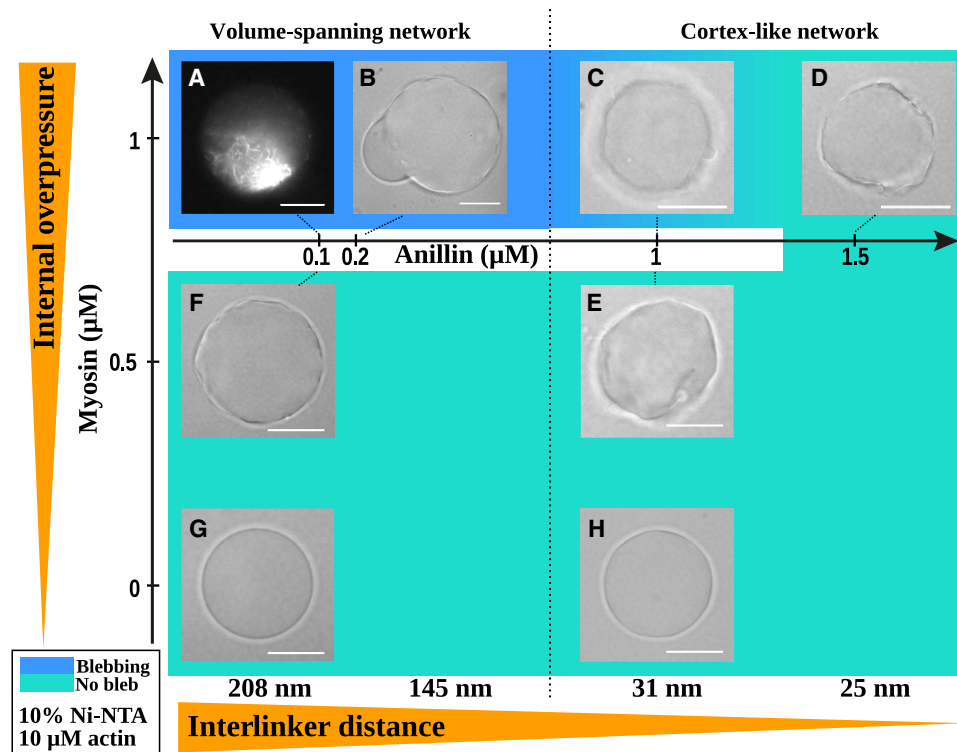 Volume-spanning network
Cortex-like network
A
B
C
D
Internal overpressure
Myosin (μM)
1
0.1
0.2
Anillin (μM)
1
1.5
F
E
0.5
G
H
0
Blebbing
No bleb
10% Ni-NTA
10 μM actin
208 nm
145 nm
31 nm
25 nm
Interlinker distance